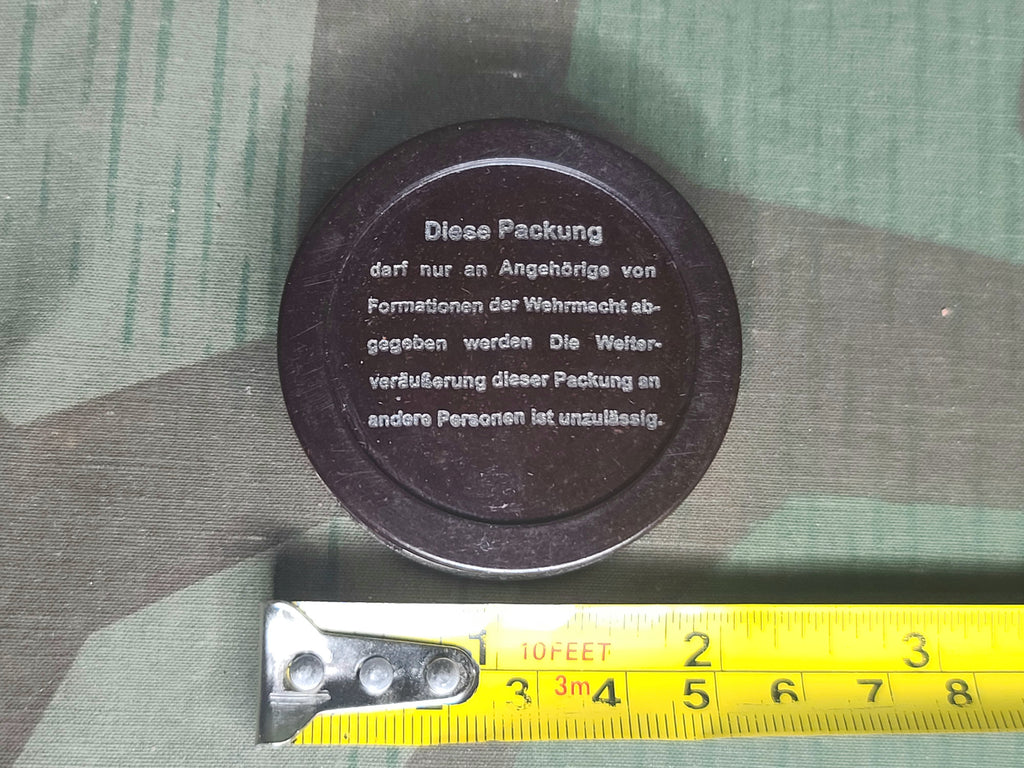 Diese Packung
darf nur an Angehörige von
Formationen der Wehrmacht ab-
gegeben werden Die Weiter-
veräußerung dieser Packung an
andere Personen ist unzulässig.
1 10FEET 2 3
3 3m 4 5 6 7 8